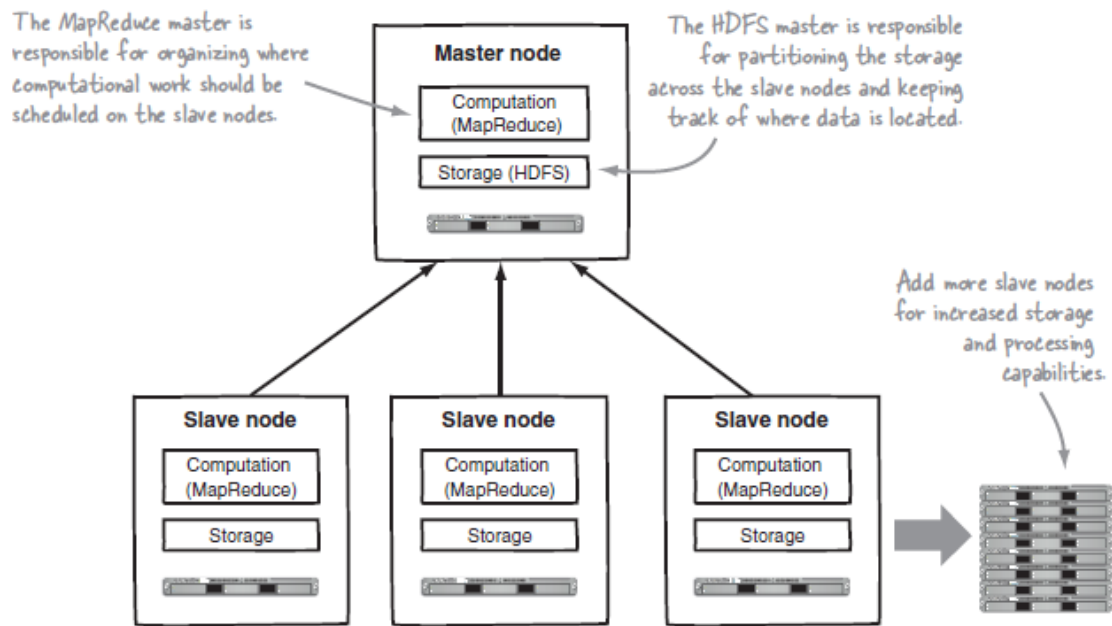 The MapReduce master is
responsible for organizing where
computational work should be
scheduled on the slave nodes.
The HDFS master is responsible
for partitioning the storage
across the slave nodes and keeping
track of where data is located.
Master node
Computation
(MapReduce)
Storage (HDFS)
Add more slave nodes
for increased storage
and processing
capabilities.
Slave node
Computation
(MapReduce)
Storage
Slave node
Computation
(MapReduce)
Storage
Slave node
Computation
(MapReduce)
Storage